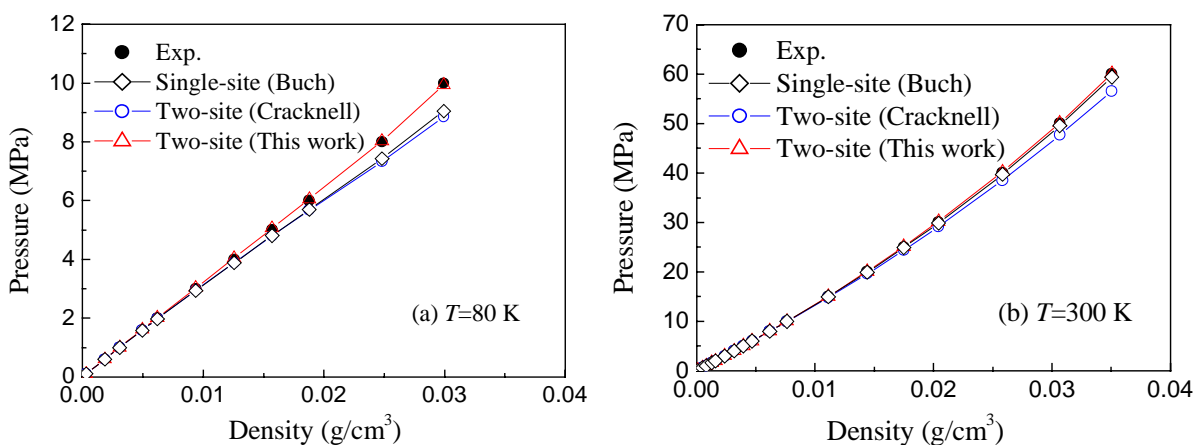 12
10
8
6
4
2
0
Pressure (MPa)
Exp.
Single-site (Buch)
Two-site (Cracknell)
Two-site (This work)
(a) T=80 K
0.00 0.01 0.02 0.03 0.04
Density (g/cm³)
60
50
40
30
20
10
0
Pressure (MPa)
Exp.
Single-site (Buch)
Two-site (Cracknell)
Two-site (This work)
(b) T=300 K
0.00 0.01 0.02 0.03 0.04
Density (g/cm³)